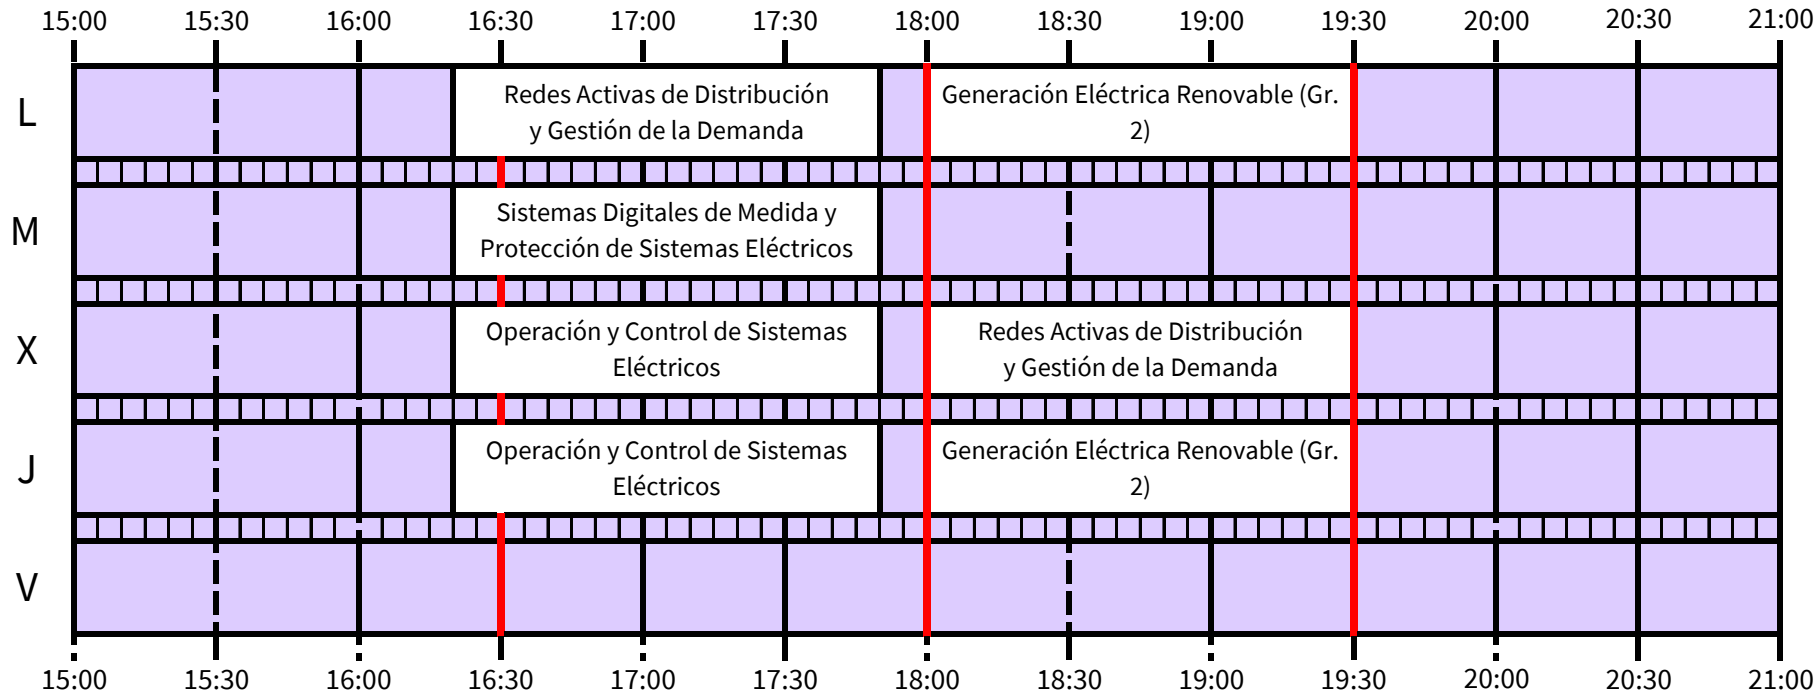 15:00 15:30 16:00 16:30 17:00 17:30 18:00 18:30 19:00 19:30 20:00 20:30 21:00
L
Redes Activas de Distribución
y Gestión de la Demanda
Generación Eléctrica Renovable (Gr.
2)
M
Sistemas Digitales de Medida y
Protección de Sistemas Eléctricos
X
Operación y Control de Sistemas
Eléctricos
Redes Activas de Distribución
y Gestión de la Demanda
J
Operación y Control de Sistemas
Eléctricos
Generación Eléctrica Renovable (Gr.
2)
V
15:00 15:30 16:00 16:30 17:00 17:30 18:00 18:30 19:00 19:30 20:00 20:30 21:00